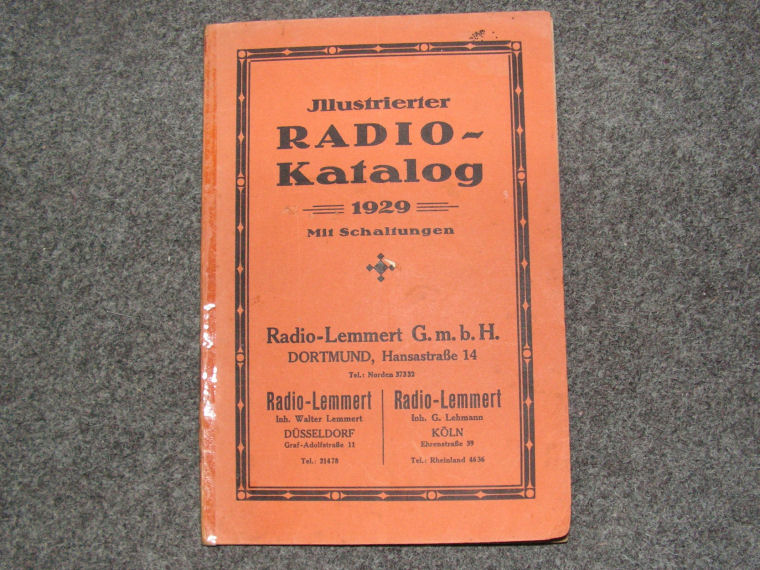 Jllustrierter
RADIO-
Katalog
1929
Mit Schaltungen
Radio-Lemmert G. m. b. H.
DORTMUND, Hansastraße 14
Tel.: Norden 37332
Radio-Lemmert
Inh. Walter Lemmert
DÜSSELDORF
Graf-Adolfstraße 11
Tel.: 21478
Radio-Lemmert
Inh. G. Lehmann
KÖLN
Ehrenstraße 39
Tel.: Rheinland 4636